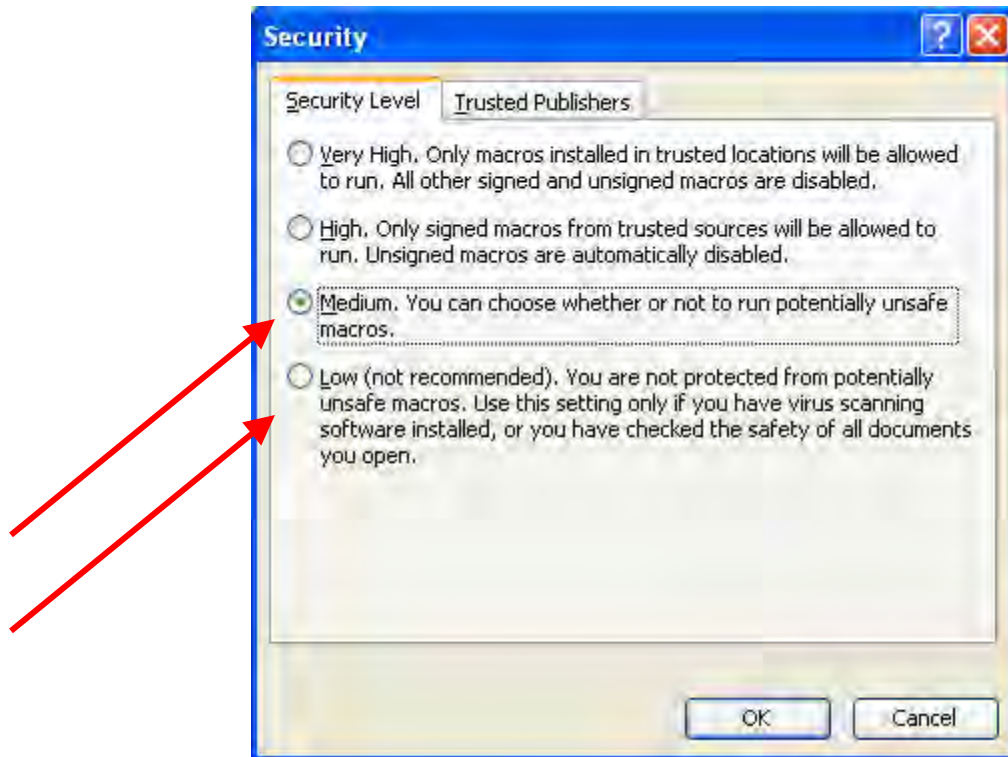 Security
Security Level
Trusted Publishers
Very High. Only macros installed in trusted locations will be allowed
to run. All other signed and unsigned macros are disabled.
High. Only signed macros from trusted sources will be allowed to
run. Unsigned macros are automatically disabled.
Medium. You can choose whether or not to run potentially unsafe
macros.
Low (not recommended). You are not protected from potentially
unsafe macros. Use this setting only if you have virus scanning
software installed, or you have checked the safety of all documents
you open.
OK
Cancel